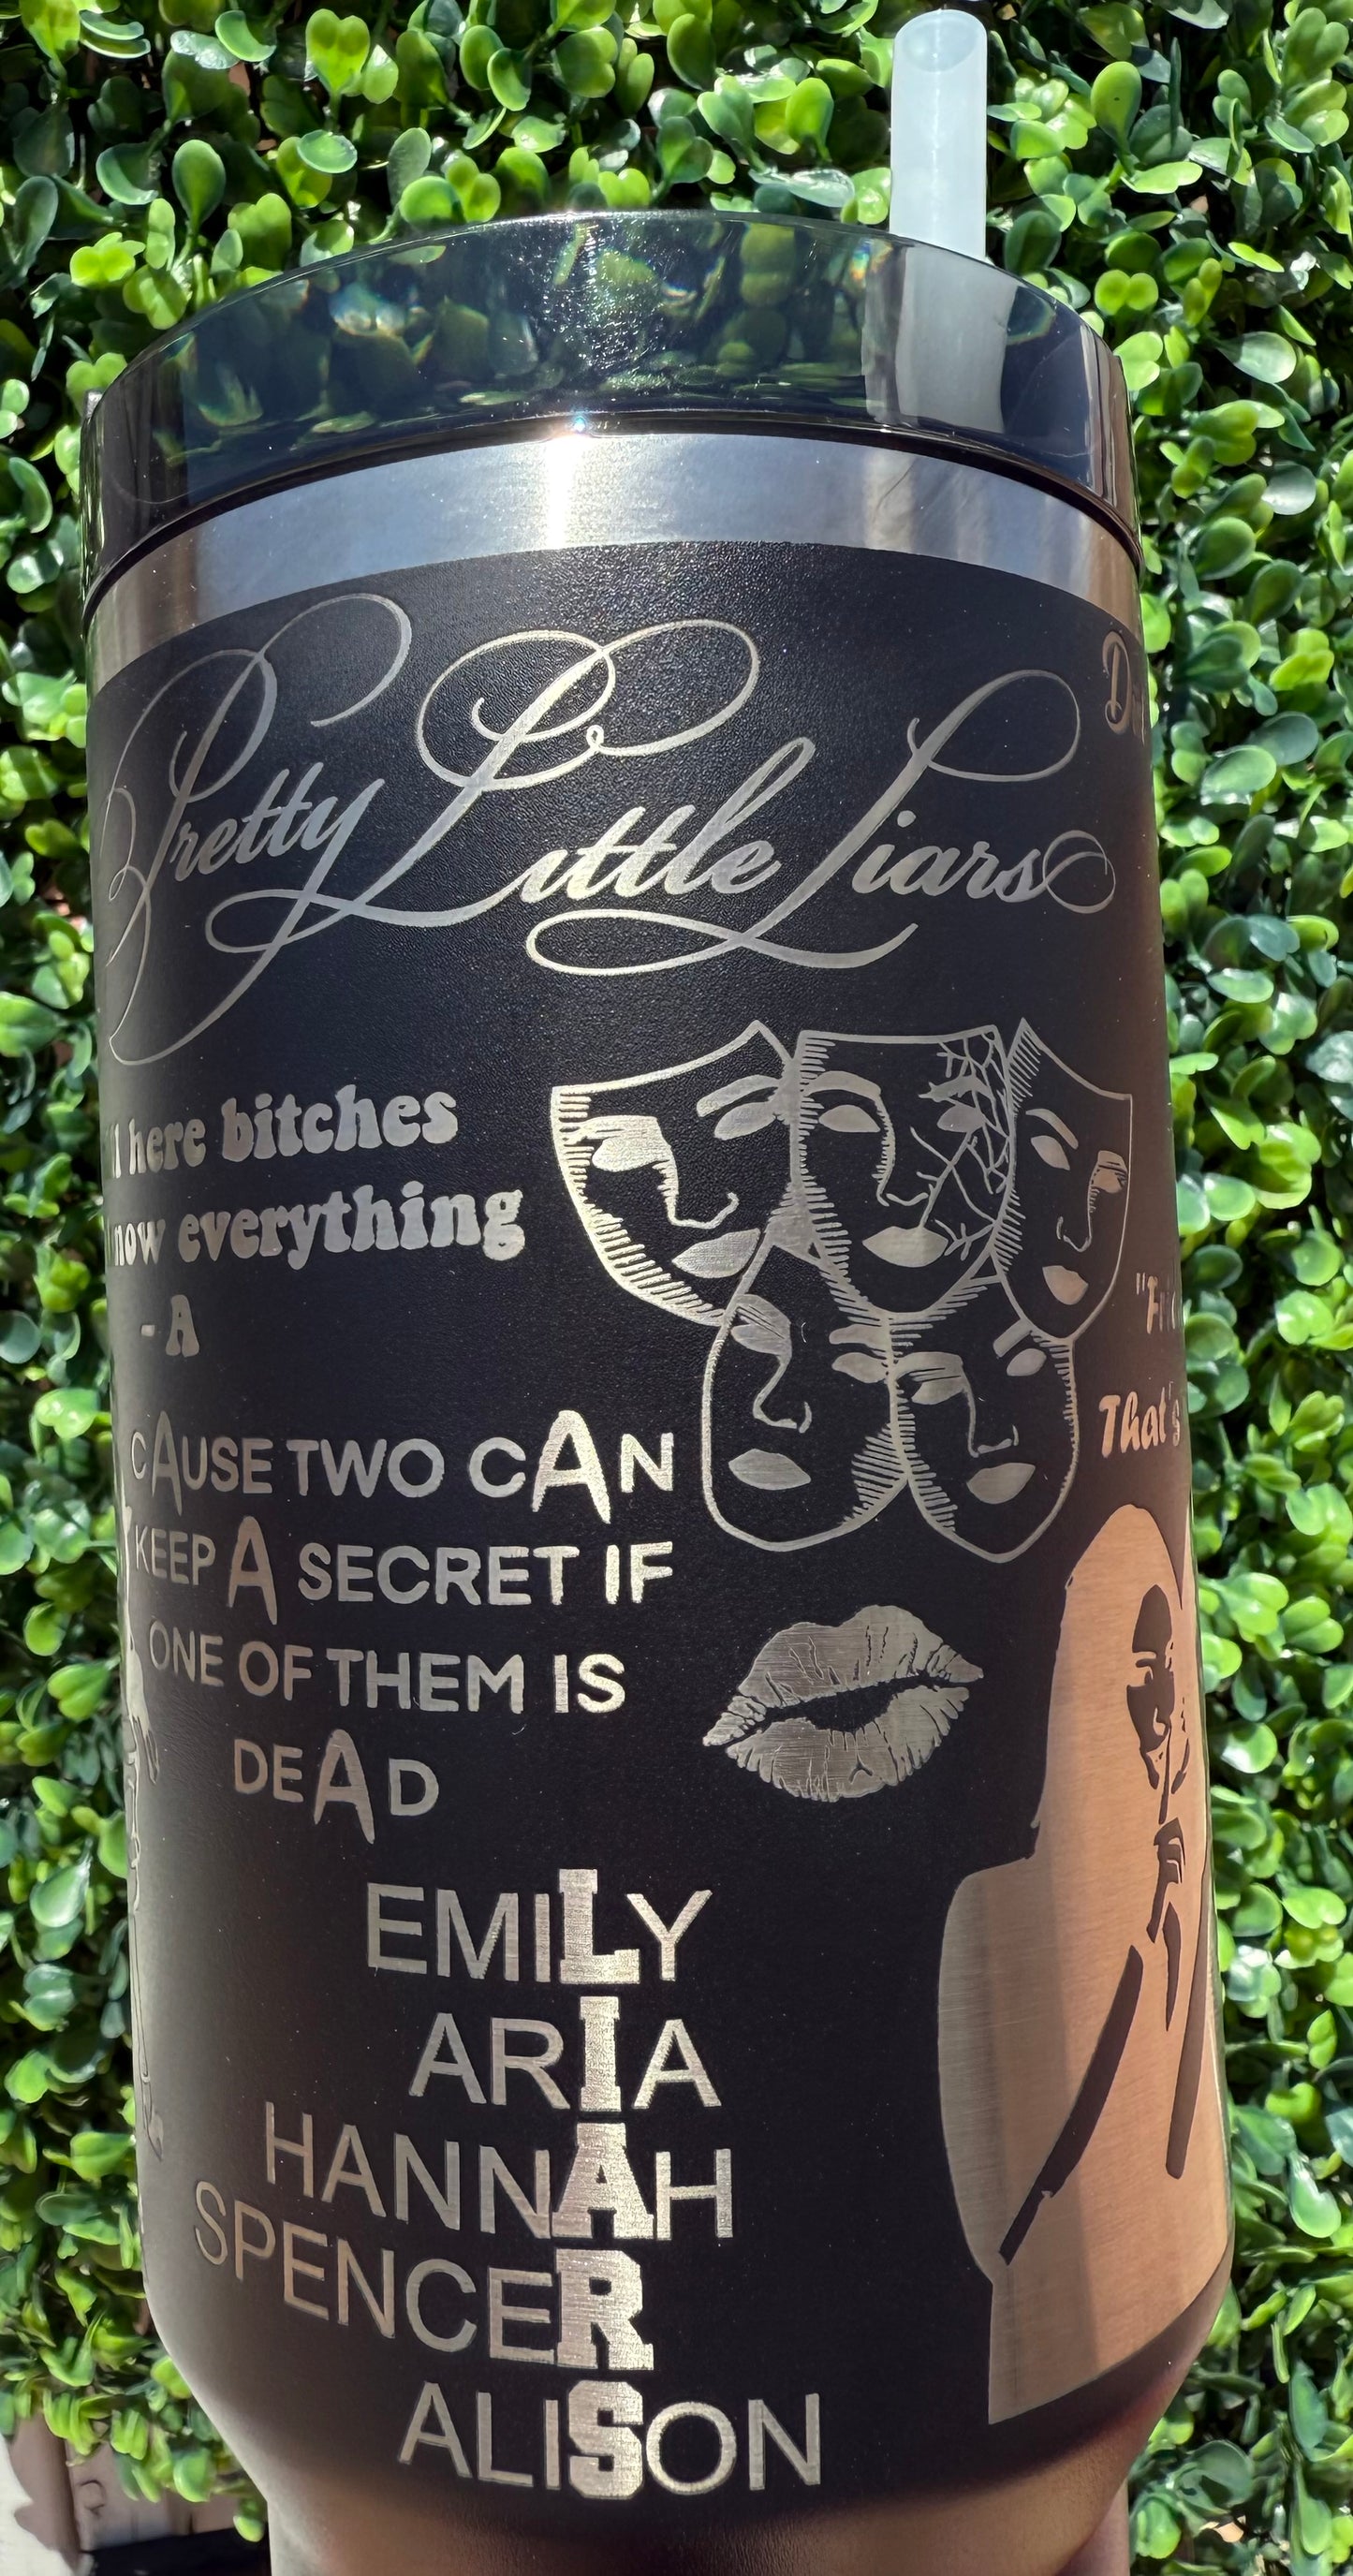 Pretty Little Liars
here bitches
everything
- A
CAUSE TWO CAN
KEEP A SECRET IF
ONE OF THEM IS
DEAD
That's
EMILY
ARIA
HANNAH
SPENCER
ALISON